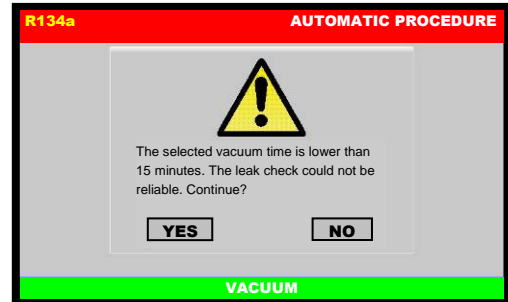 R134a AUTOMATIC PROCEDURE
The selected vacuum time is lower than
15 minutes. The leak check could not be
reliable. Continue?
YES NO
VACUUM